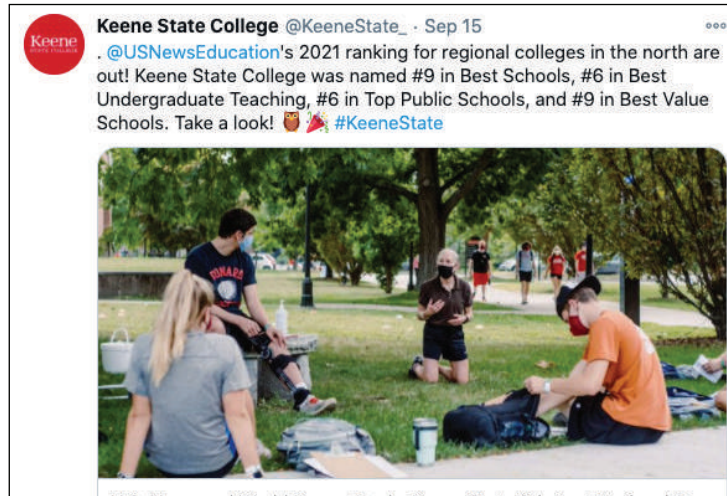 Keene
STATE COLLEGE
Keene State College @KeeneState_ · Sep 15
. @USNewsEducation's 2021 ranking for regional colleges in the north are
out! Keene State College was named #9 in Best Schools, #6 in Best
Undergraduate Teaching, #6 in Top Public Schools, and #9 in Best Value
Schools. Take a look! 🦉🎉 #KeeneState